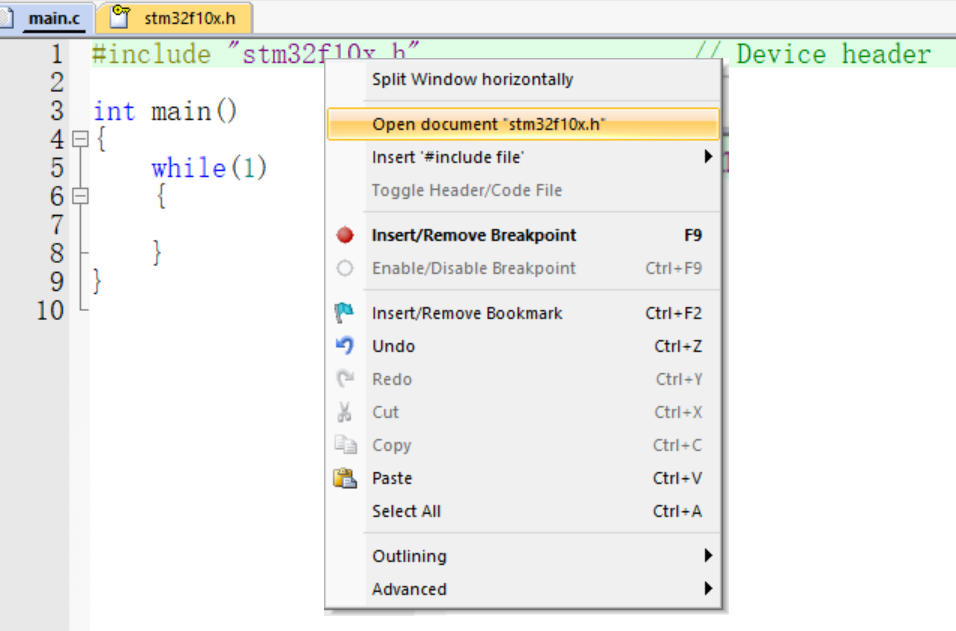 main.c stm32f10x.h
1 #include "stm32f10x.h" // Device header
2
3 int main()
4 {
5 while(1)
6 {
7
8 }
9 }
10
Split Window horizontally
Open document "stm32f10x.h"
Insert '#include file'
Toggle Header/Code File
Insert/Remove Breakpoint F9
Enable/Disable Breakpoint Ctrl+F9
Insert/Remove Bookmark Ctrl+F2
Undo Ctrl+Z
Redo Ctrl+Y
Cut Ctrl+X
Copy Ctrl+C
Paste Ctrl+V
Select All Ctrl+A
Outlining
Advanced